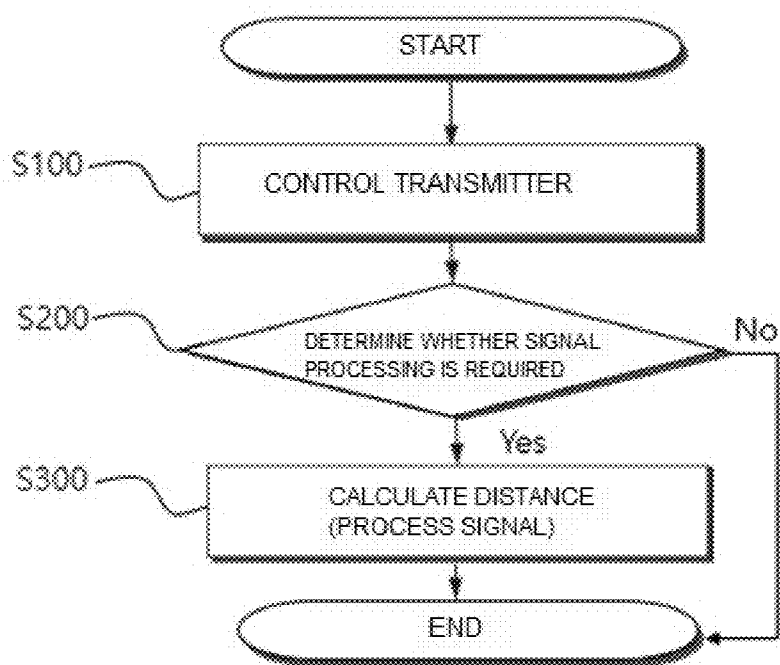 START
S100
CONTROL TRANSMITTER
S200
DETERMINE WHETHER SIGNAL
PROCESSING IS REQUIRED
No
Yes
S300
CALCULATE DISTANCE
(PROCESS SIGNAL)
END